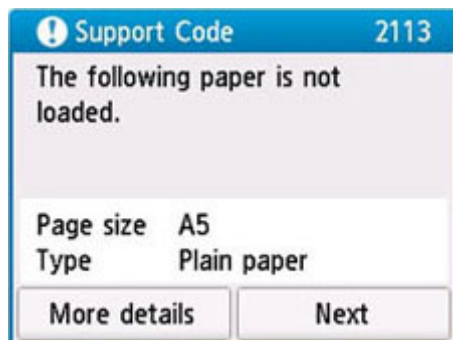 Support Code 2113
The following paper is not
loaded.
Page size A5
Type Plain paper
More details Next